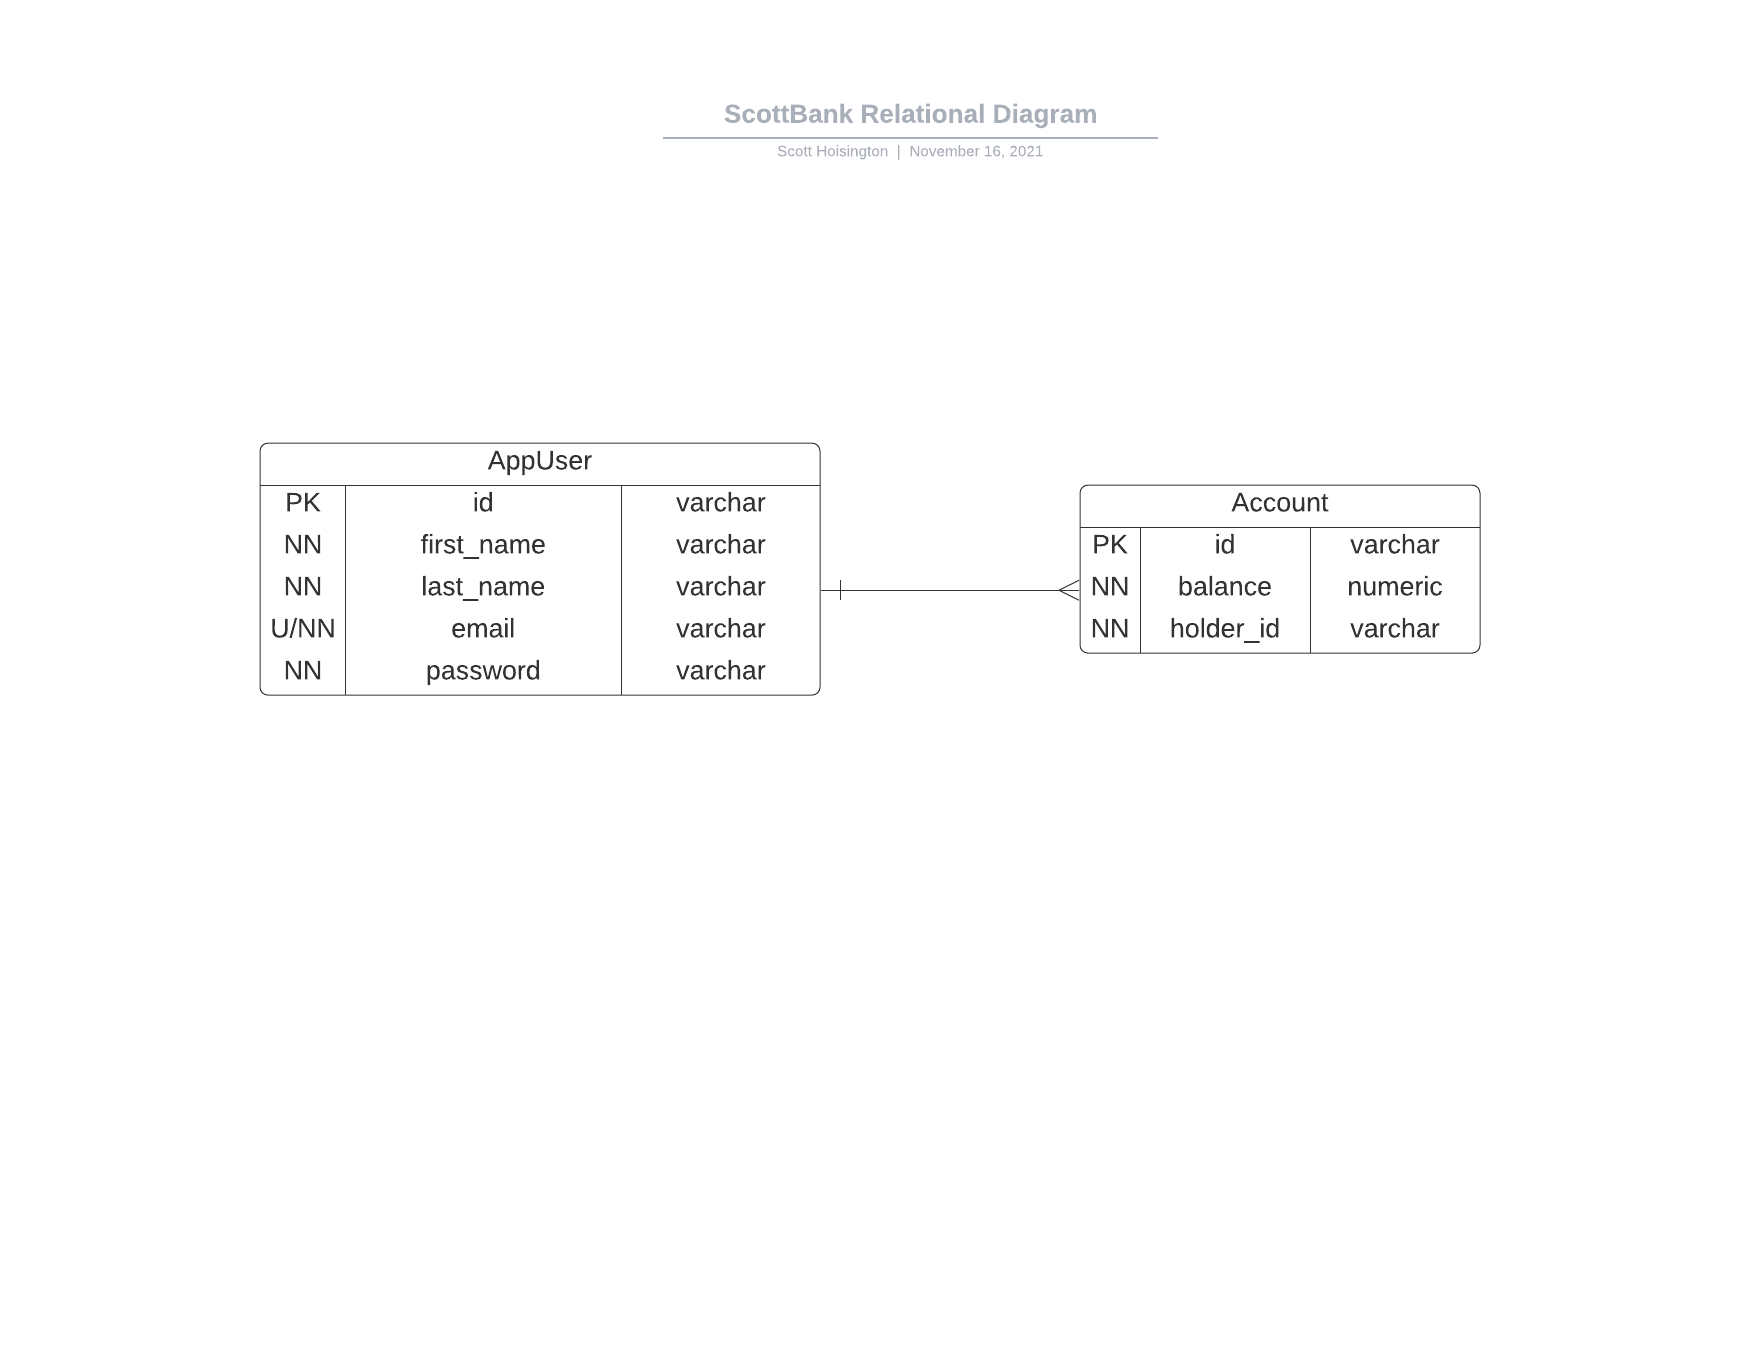 ScottBank Relational Diagram
Scott Hoisington | November 16, 2021
AppUser
PK id varchar
NN first_name varchar
NN last_name varchar
U/NN email varchar
NN password varchar
Account
PK id varchar
NN balance numeric
NN holder_id varchar